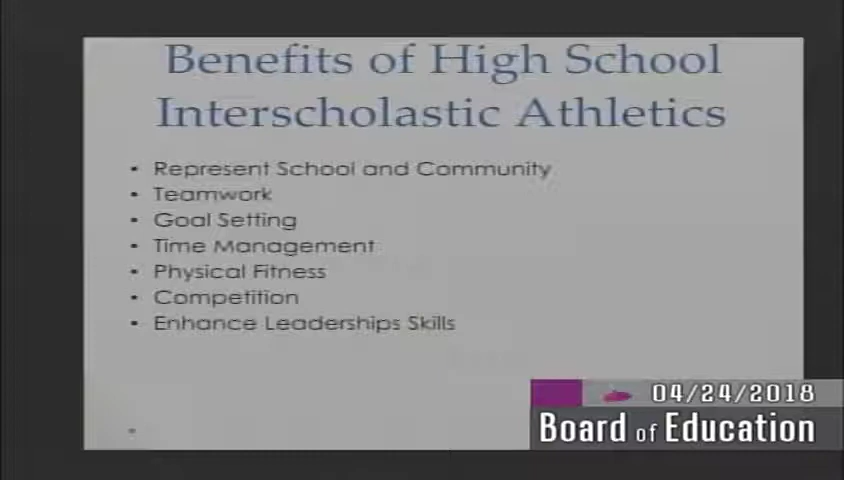 Benefits of High School
Interscholastic Athletics
• Represent School and Community
• Teamwork
• Goal Setting
• Time Management
• Physical Fitness
• Competition
• Enhance Leaderships Skills
04/24/2018
Board of Education